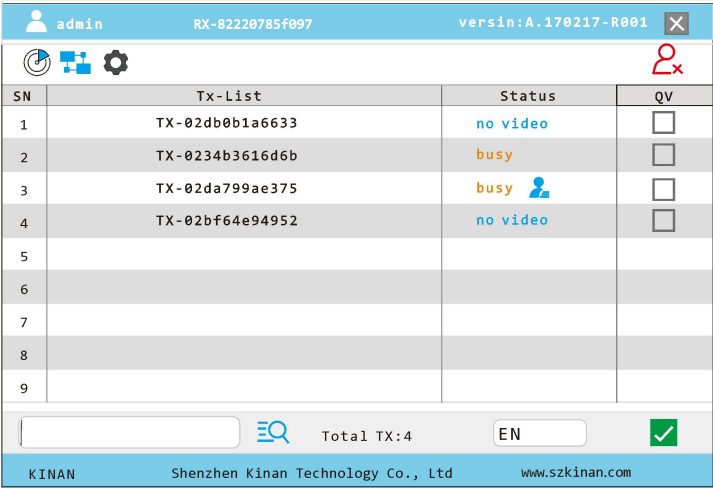 admin RX-82220785f097 versin:A.170217-R001
SN Tx-List Status QV
1 TX-02db0b1a6633 no video
2 TX-0234b3616d6b busy
3 TX-02da799ae375 busy
4 TX-02bf64e94952 no video
5
6
7
8
9
Total TX:4 EN
KINAN Shenzhen Kinan Technology Co., Ltd www.szkinan.com